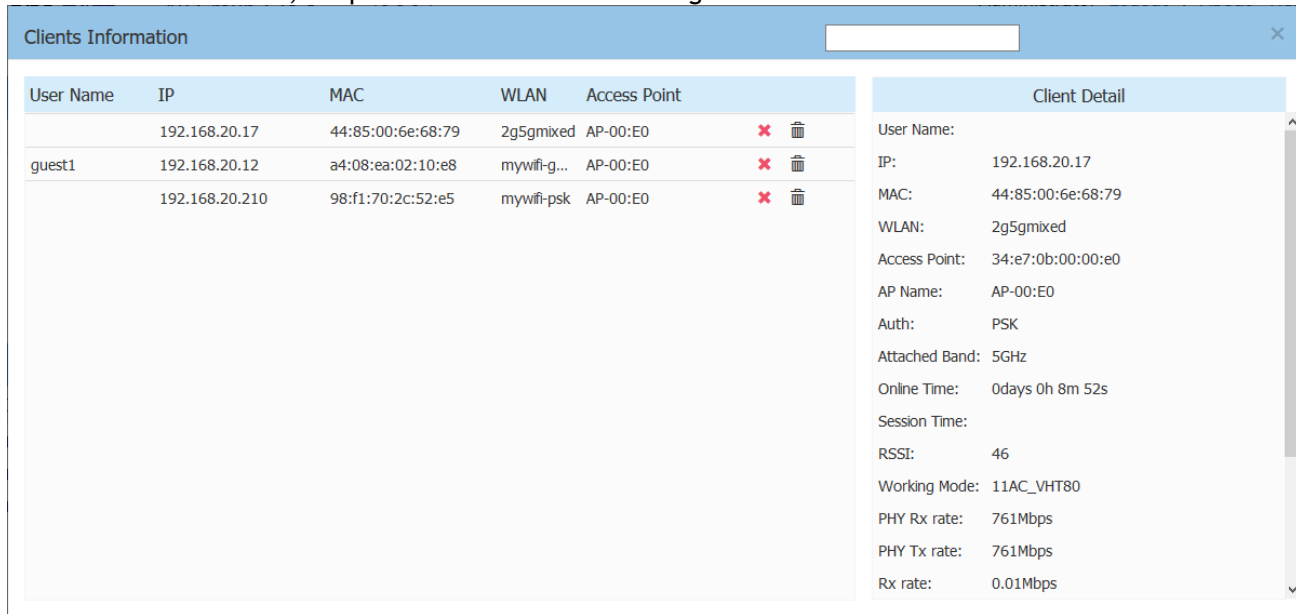 Clients Information
User Name IP MAC WLAN Access Point
192.168.20.17 44:85:00:6e:68:79 2g5gmixed AP-00:E0
guest1 192.168.20.12 a4:08:ea:02:10:e8 mywifi-g... AP-00:E0
192.168.20.210 98:f1:70:2c:52:e5 mywifi-psk AP-00:E0
Client Detail
User Name:
IP: 192.168.20.17
MAC: 44:85:00:6e:68:79
WLAN: 2g5gmixed
Access Point: 34:e7:0b:00:00:e0
AP Name: AP-00:E0
Auth: PSK
Attached Band: 5GHz
Online Time: 0days 0h 8m 52s
Session Time:
RSSI: 46
Working Mode: 11AC_VHT80
PHY Rx rate: 761Mbps
PHY Tx rate: 761Mbps
Rx rate: 0.01Mbps